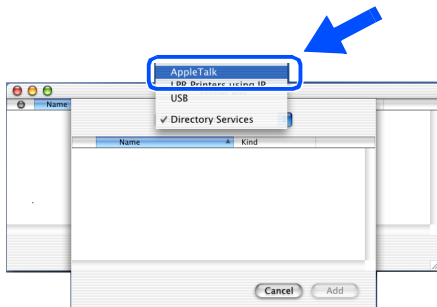 AppleTalk
LPR Printers using IP
USB
✓ Directory Services
Name
Name Kind
Cancel Add